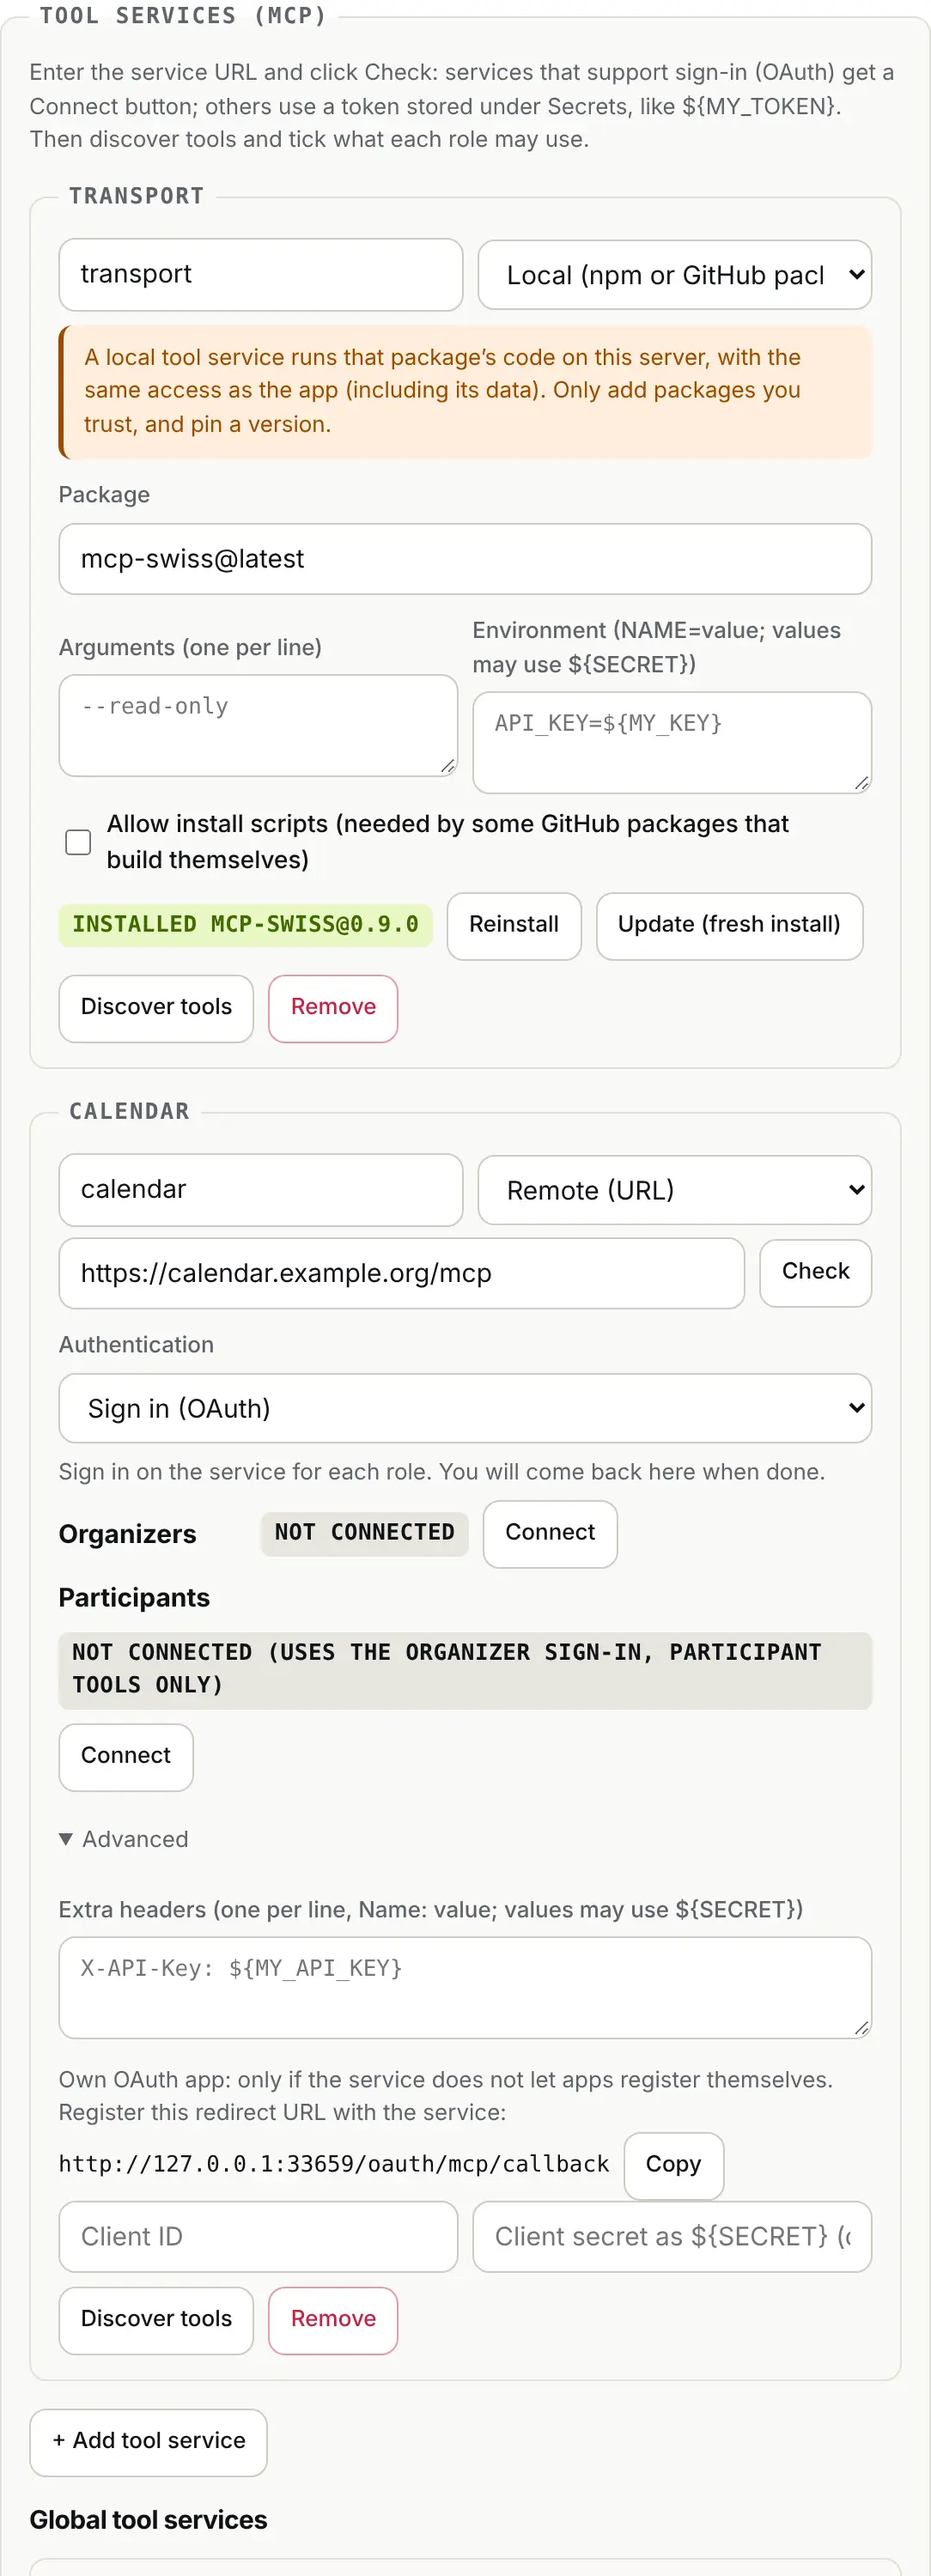 TOOL SERVICES (MCP)
Enter the service URL and click Check: services that support sign-in (OAuth) get a
Connect button; others use a token stored under Secrets, like ${MY_TOKEN}.
Then discover tools and tick what each role may use.
TRANSPORT
transport
Local (npm or GitHub pacl
A local tool service runs that package’s code on this server, with the
same access as the app (including its data). Only add packages you
trust, and pin a version.
Package
mcp-swiss@latest
Arguments (one per line)
--read-only
Environment (NAME=value; values
may use ${SECRET})
API_KEY=${MY_KEY}
Allow install scripts (needed by some GitHub packages that
build themselves)
INSTALLED MCP-SWISS@0.9.0
Reinstall
Update (fresh install)
Discover tools
Remove
CALENDAR
calendar
Remote (URL)
https://calendar.example.org/mcp
Check
Authentication
Sign in (OAuth)
Sign in on the service for each role. You will come back here when done.
Organizers
NOT CONNECTED
Connect
Participants
NOT CONNECTED (USES THE ORGANIZER SIGN-IN, PARTICIPANT
TOOLS ONLY)
Connect
▼ Advanced
Extra headers (one per line, Name: value; values may use ${SECRET})
X-API-Key: ${MY_API_KEY}
Own OAuth app: only if the service does not let apps register themselves.
Register this redirect URL with the service:
http://127.0.0.1:33659/oauth/mcp/callback
Copy
Client ID
Client secret as ${SECRET} (
Discover tools
Remove
+ Add tool service
Global tool services